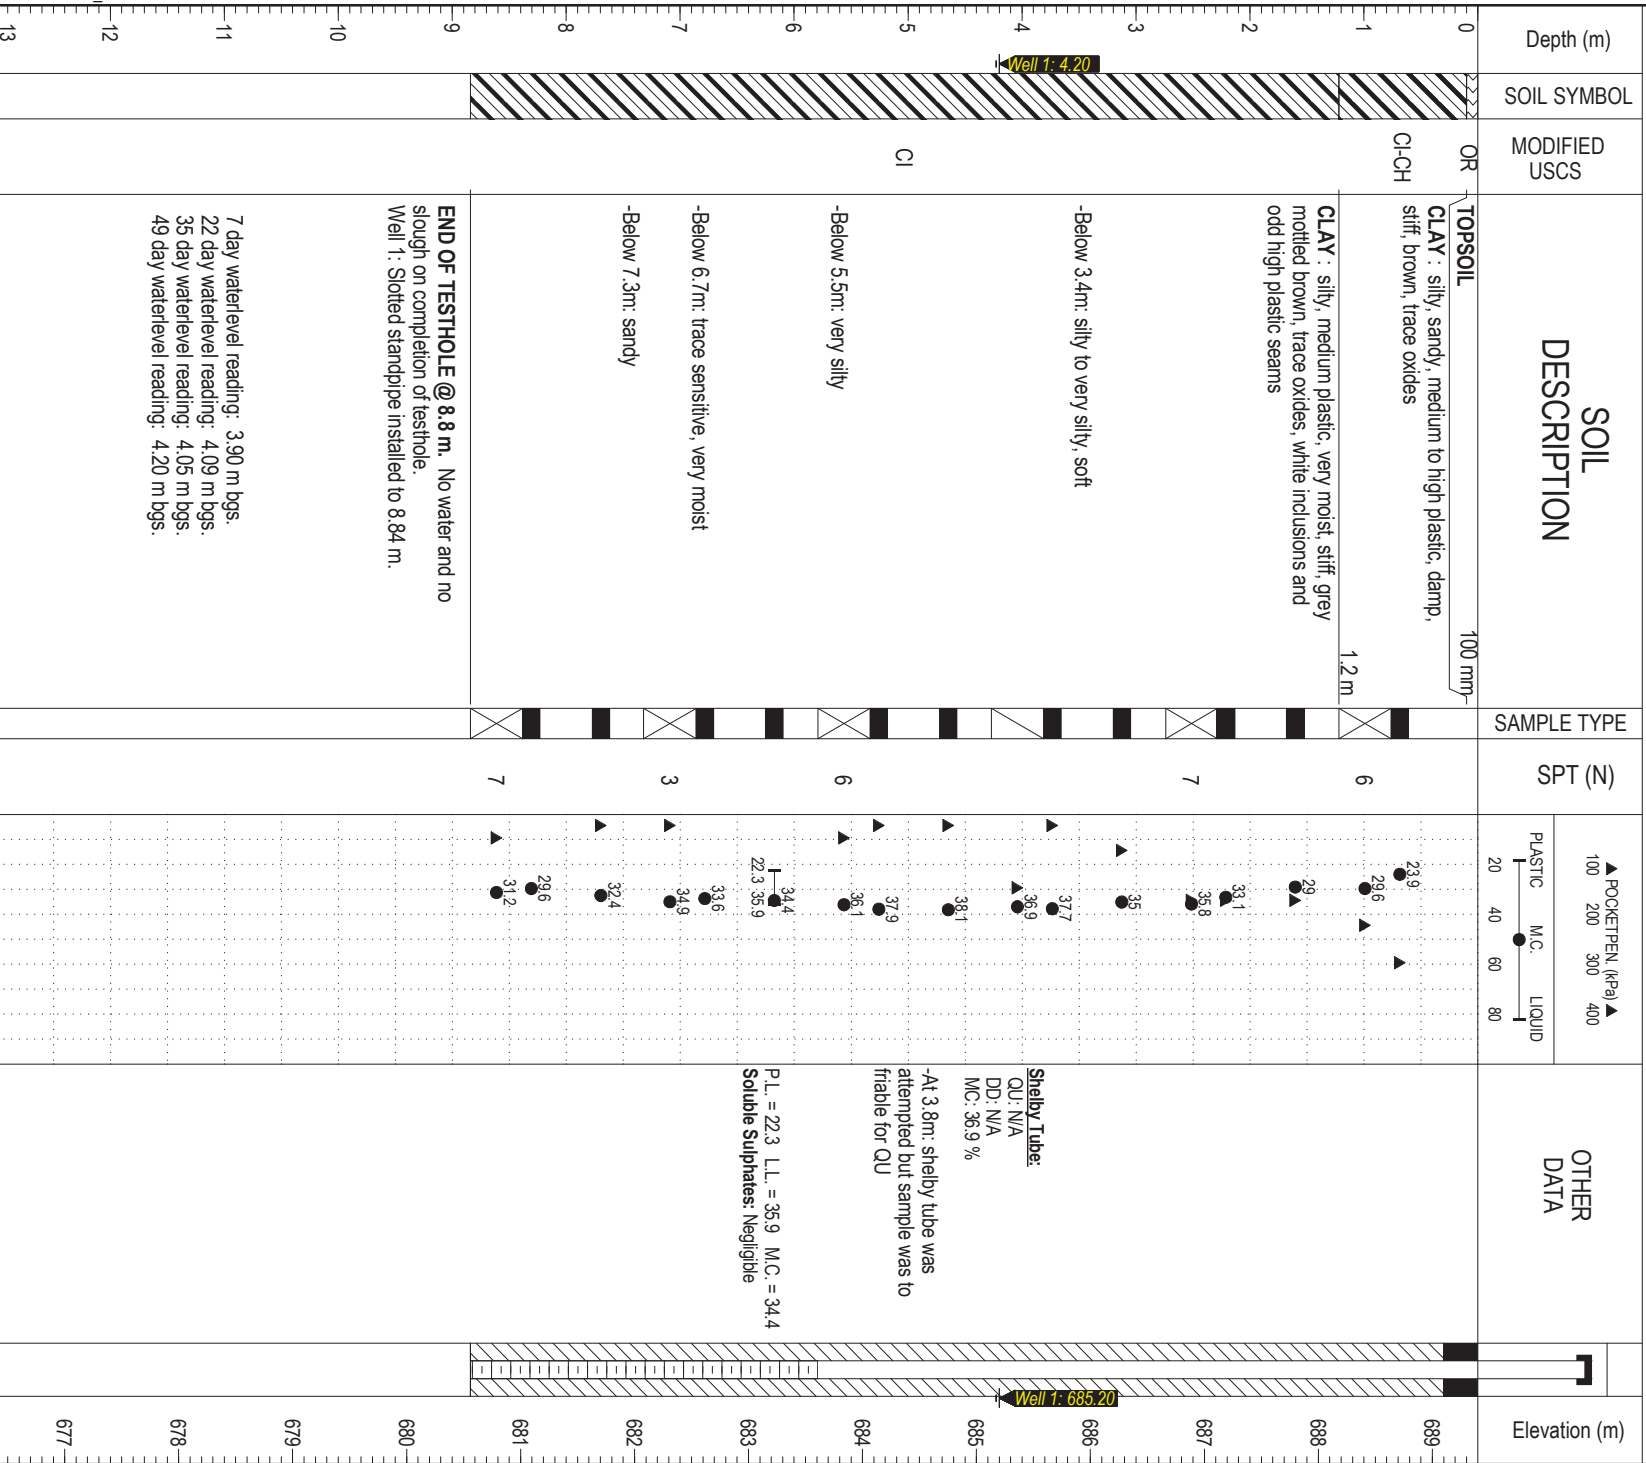 Depth (m)
0
1
2
3
4
5
6
7
8
9
10
11
12
13
Well 1: 4.20
SOIL SYMBOL
MODIFIED
USCS
OR
CI-CH
CI
SOIL
DESCRIPTION
TOPSOIL
100 mm
CLAY : silty, sandy, medium to high plastic, damp,
stiff, brown, trace oxides
1.2 m
CLAY : silty, medium plastic, very moist, stiff, grey
mottled brown, trace oxides, white inclusions and
odd high plastic seams
-Below 3.4m: silty to very silty, soft
-Below 5.5m: very silty
-Below 6.7m: trace sensitive, very moist
-Below 7.3m: sandy
END OF TESTHOLE @ 8.8 m. No water and no
slough on completion of testhole.
Well 1: Slotted standpipe installed to 8.84 m.
7 day waterlevel reading: 3.90 m bgs.
22 day waterlevel reading: 4.09 m bgs.
35 day waterlevel reading: 4.05 m bgs.
49 day waterlevel reading: 4.20 m bgs.
SAMPLE TYPE
SPT (N)
6
7
6
3
7
▲ POCKETPEN. (kPa) ▲
100 200 300 400
PLASTIC M.C. LIQUID
20 40 60 80
23.9
29.6
29
33.1
35.8
35
37.7
36.9
38.1
37.9
36.1
34.4
22.3 35.9
33.6
34.9
32.4
29.6
31.2
OTHER
DATA
Shelby Tube:
QU: N/A
DD: N/A
MC: 36.9 %
-At 3.8m: shelby tube was
attempted but sample was to
friable for QU
P.L. = 22.3 L.L. = 35.9 M.C. = 34.4
Soluble Sulphates: Negligible
Well 1: 685.20
Elevation (m)
689
688
687
686
685
684
683
682
681
680
679
678
677